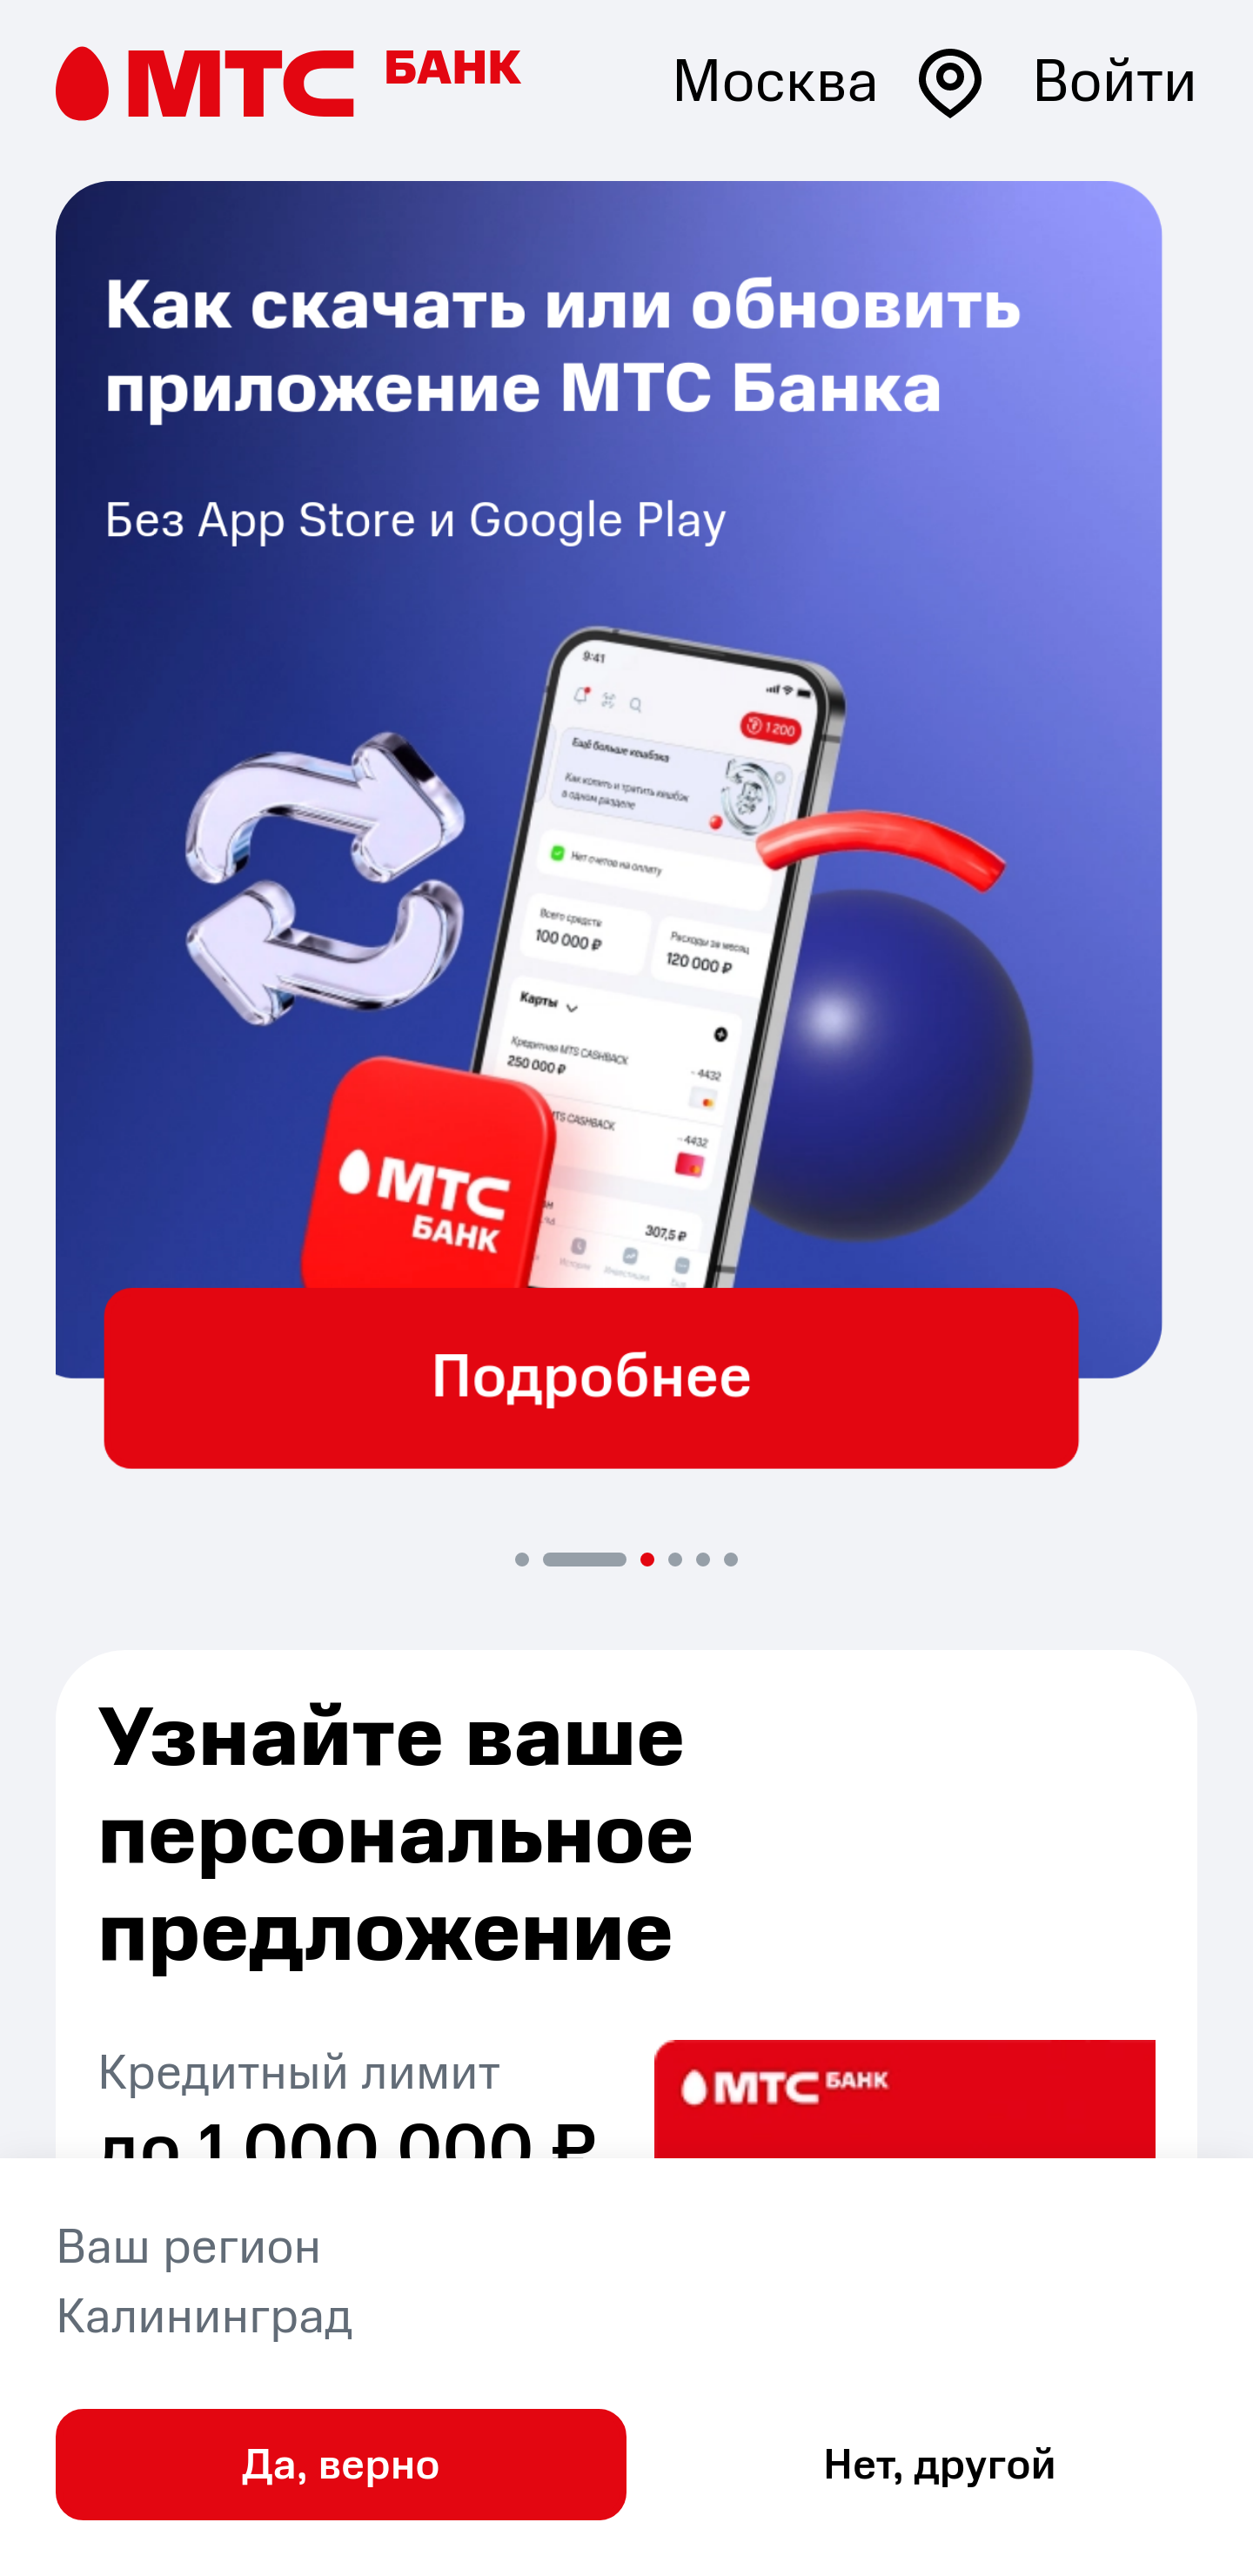 МТС БАНК
Москва
Войти
Как скачать или обновить
приложение МТС Банка
Без App Store и Google Play
9:41
1 200
Ещё больше кешбэка
Как копить и тратить кешбэк
в одном разделе
Нет счетов на оплату
Всего средств
100 000 ₽
Расходы за месяц
120 000 ₽
Карты
Кредитная MTS CASHBACK
250 000 ₽
4432
MTS CASHBACK
4432
307,5 ₽
История
Инвестиции
Ещё
МТС
БАНК
Подробнее
Узнайте ваше
персональное
предложение
Кредитный лимит
до 1 000 000 ₽
МТС БАНК
Ваш регион
Калининград
Да, верно
Нет, другой